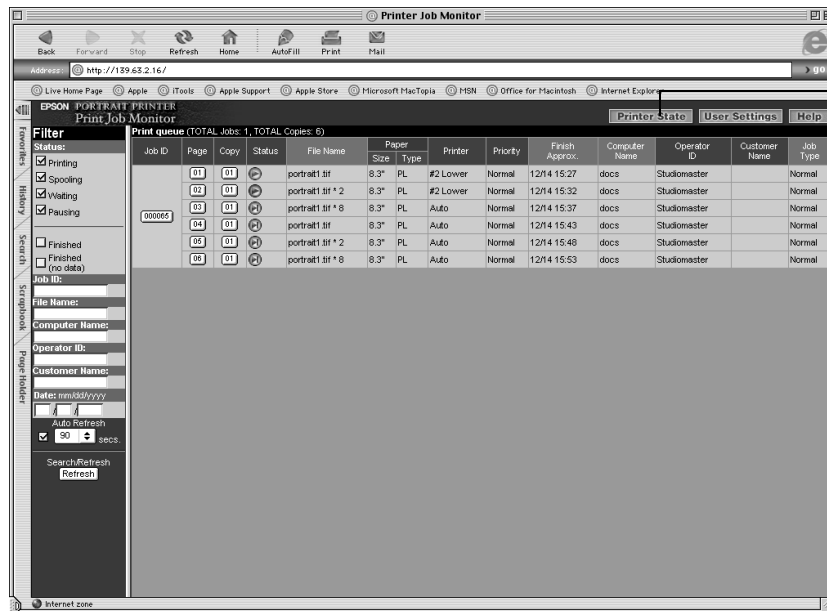 Printer Job Monitor
Back Forward Stop Refresh Home AutoFill Print Mail
Address: http://139.63.2.16/ go
Live Home Page Apple iTools Apple Support Apple Store Microsoft MacTopia MSN Office for Macintosh Internet Explorer
EPSON PORTRAIT PRINTER
Print Job Monitor
Printer State User Settings Help
Favorites
History
Search
Scrapbook
Page Holder
Filter
Status:
Printing
Spooling
Waiting
Pausing
Finished
Finished
(no data)
Job ID:
File Name:
Computer Name:
Operator ID:
Customer Name:
Date: mm/dd/yyyy
/ /
Auto Refresh
90 secs.
Search/Refresh
Refresh
Print queue (TOTAL Jobs: 1, TOTAL Copies: 6)
Job ID Page Copy Status File Name Paper Size Type Printer Priority Finish Approx. Computer Name Operator ID Customer Name Job Type
000065
01 01 portrait1.tif 8.3" PL #2 Lower Normal 12/14 15:27 docs Studiomaster Normal
02 01 portrait1.tif * 2 8.3" PL #2 Lower Normal 12/14 15:32 docs Studiomaster Normal
03 01 portrait1.tif * 8 8.3" PL Auto Normal 12/14 15:37 docs Studiomaster Normal
04 01 portrait1.tif 8.3" PL Auto Normal 12/14 15:43 docs Studiomaster Normal
05 01 portrait1.tif * 2 8.3" PL Auto Normal 12/14 15:48 docs Studiomaster Normal
06 01 portrait1.tif * 8 8.3" PL Auto Normal 12/14 15:53 docs Studiomaster Normal
Internet zone